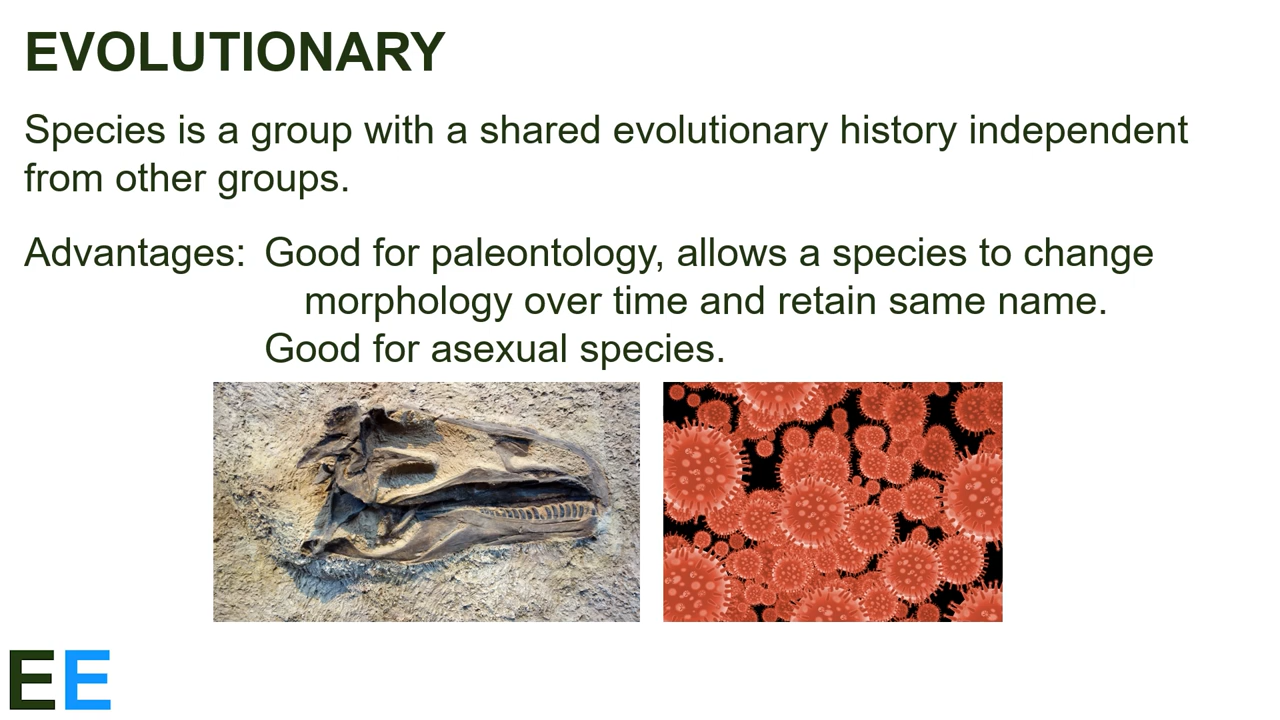 EVOLUTIONARY
Species is a group with a shared evolutionary history independent
from other groups.
Advantages: Good for paleontology, allows a species to change
morphology over time and retain same name.
Good for asexual species.
EE